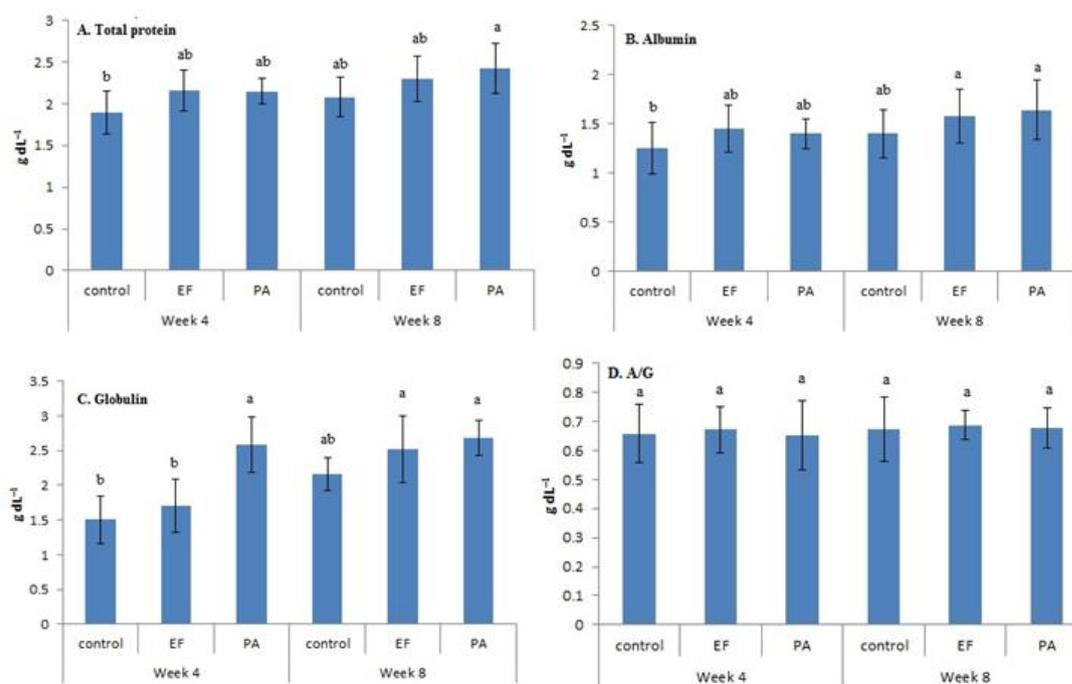 A. Total protein
g dL⁻¹
3
2.5
2
1.5
1
0.5
0
b
ab
ab
ab
ab
a
control EF PA control EF PA
Week 4 Week 8
B. Albumin
g dL⁻¹
2.5
2
1.5
1
0.5
0
b
ab
ab
ab
a
a
control EF PA control EF PA
Week 4 Week 8
C. Globulin
g dL⁻¹
3.5
3
2.5
2
1.5
1
0.5
0
b
b
a
ab
a
a
control EF PA control EF PA
Week 4 Week 8
D. A/G
g dL⁻¹
0.9
0.8
0.7
0.6
0.5
0.4
0.3
0.2
0.1
0
a
a
a
a
a
a
control EF PA control EF PA
Week 4 Week 8